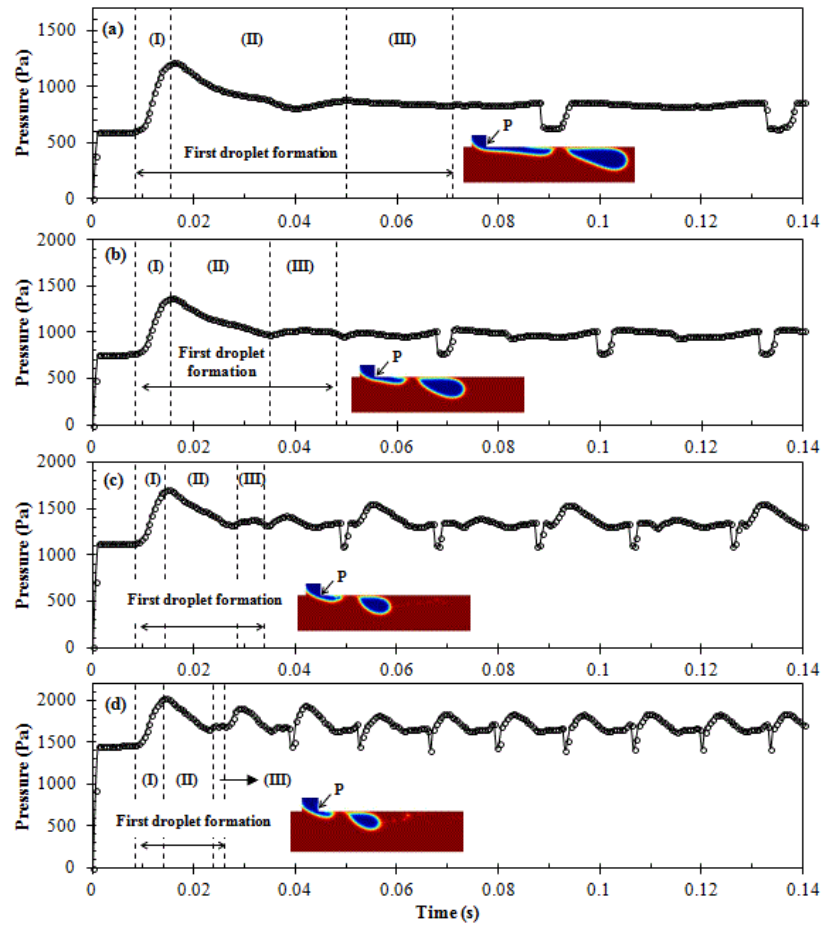 (a)
(I)
(II)
(III)
1500
1000
500
0
Pressure (Pa)
First droplet formation
P
0 0.02 0.04 0.06 0.08 0.1 0.12 0.14
(b)
(I)
(II)
(III)
2000
1500
1000
500
0
Pressure (Pa)
First droplet
formation
P
0 0.02 0.04 0.06 0.08 0.1 0.12 0.14
(c)
(I)
(II)
(III)
2000
1500
1000
500
0
Pressure (Pa)
First droplet formation
P
0 0.02 0.04 0.06 0.08 0.1 0.12 0.14
(d)
2000
1500
1000
500
0
Pressure (Pa)
(I)
(II)
(III)
First droplet formation
P
0 0.02 0.04 0.06 0.08 0.1 0.12 0.14
Time (s)